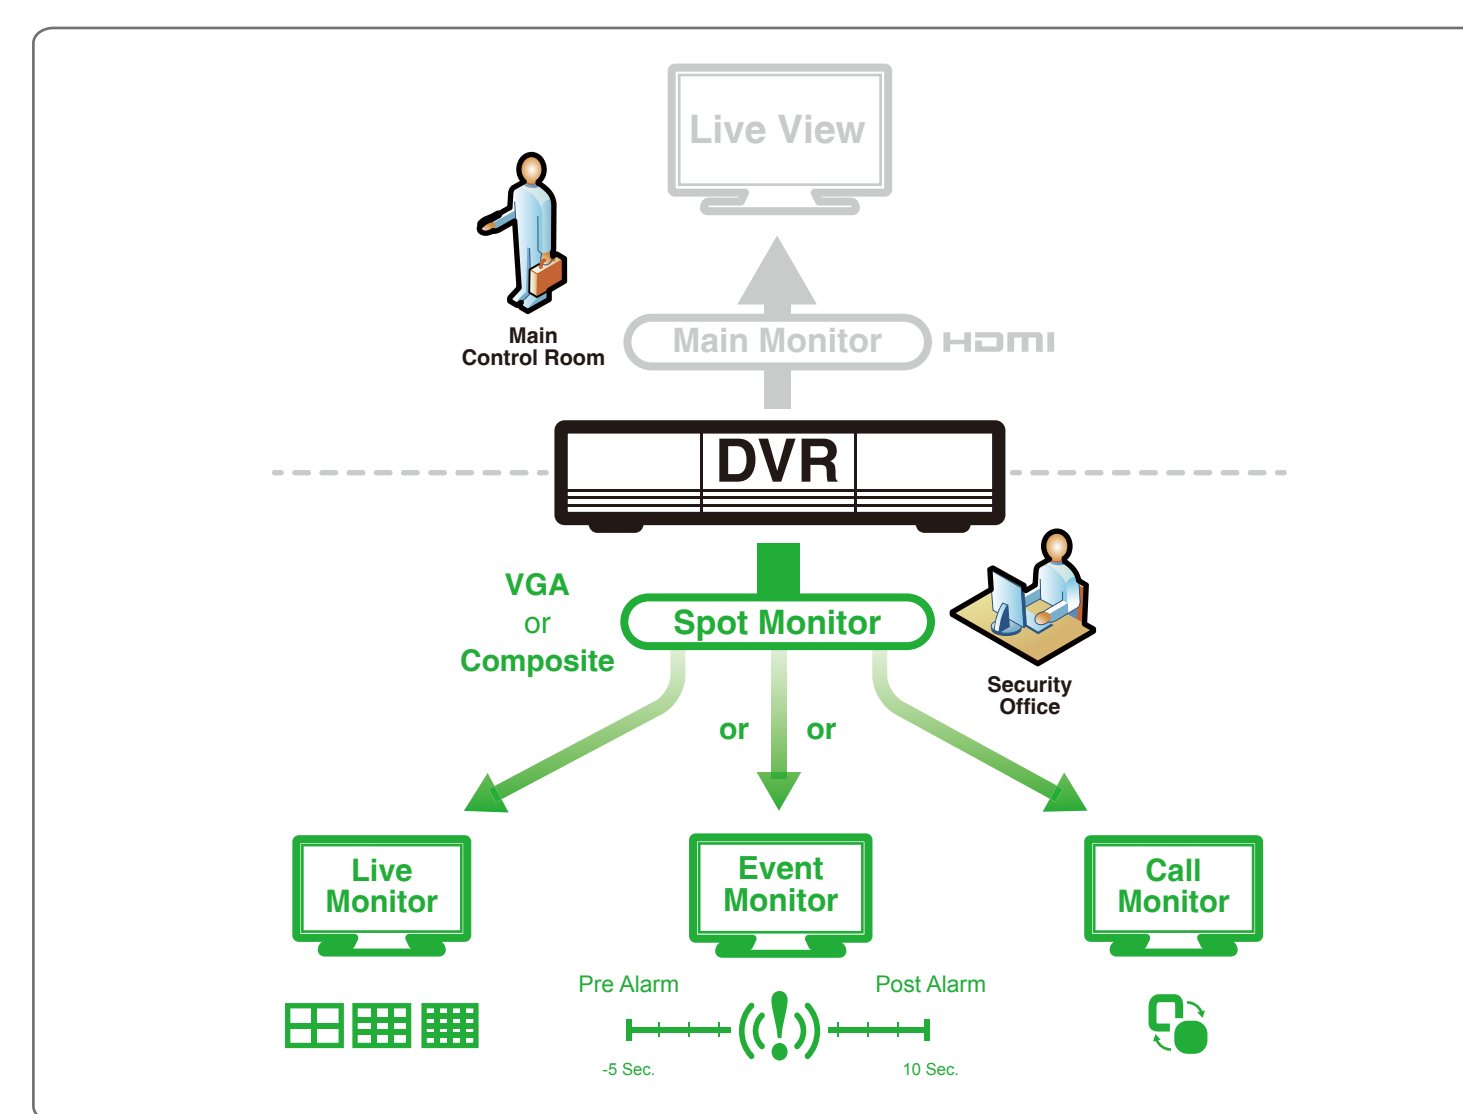 Live View
Main
Control Room
Main Monitor
HDMI
DVR
VGA
or
Composite
Spot Monitor
Security
Office
or
or
Live
Monitor
Event
Monitor
Call
Monitor
Pre Alarm
Post Alarm
-5 Sec.
10 Sec.